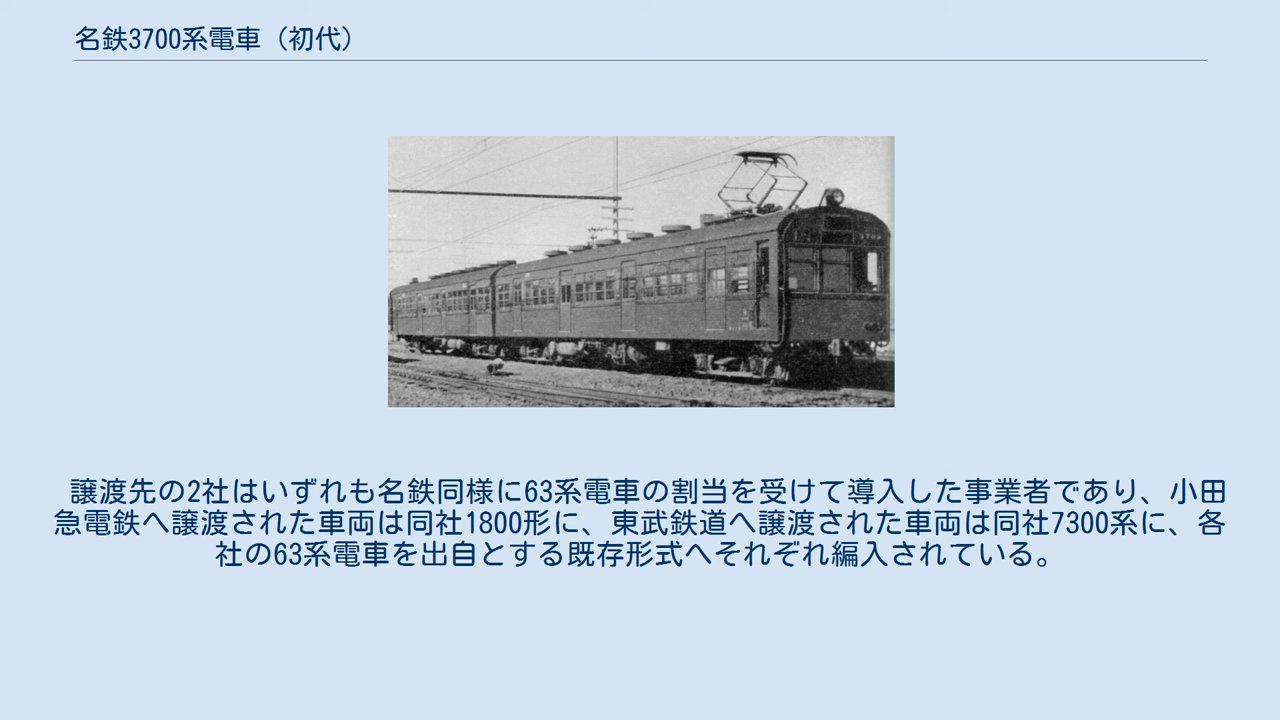 名鉄3700系電車（初代）
譲渡先の2社はいずれも名鉄同様に63系電車の割当を受けて導入した事業者であり、小田
急電鉄へ譲渡された車両は同社1800形に、東武鉄道へ譲渡された車両は同社7300系に、各
社の63系電車を出自とする既存形式へそれぞれ編入されている。